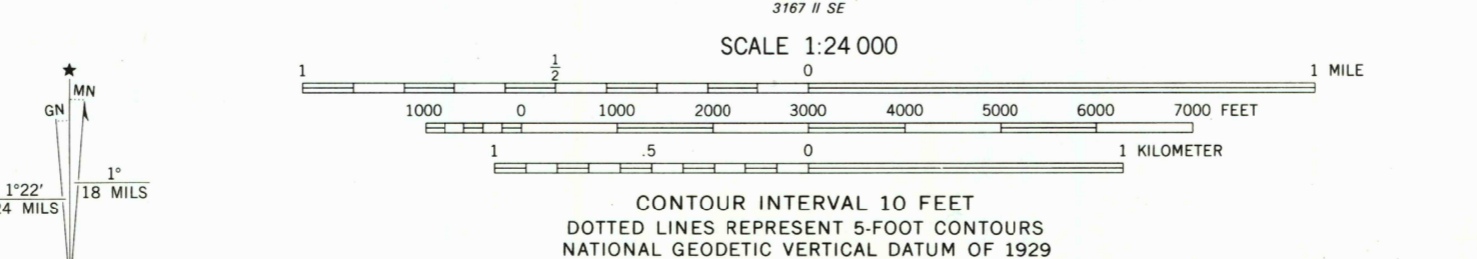 3167 II SE
SCALE 1:24 000
1 1/2 0 1 MILE
1000 0 1000 2000 3000 4000 5000 6000 7000 FEET
1 .5 0 1 KILOMETER
CONTOUR INTERVAL 10 FEET
DOTTED LINES REPRESENT 5-FOOT CONTOURS
NATIONAL GEODETIC VERTICAL DATUM OF 1929
★
MN
GN
1°
18 MILS
1°22′
4 MILS